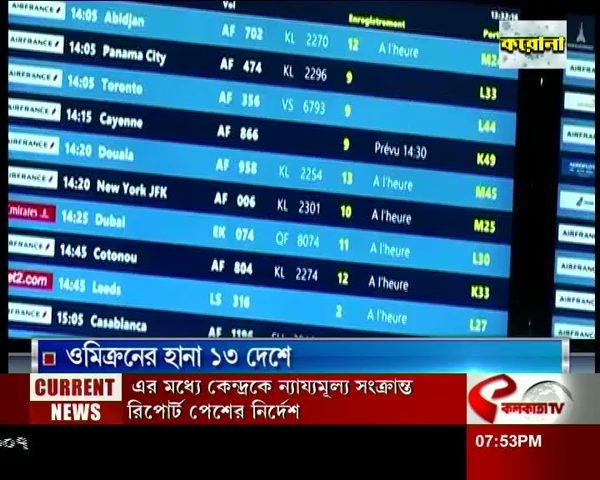 Vol Enregistrement 13:32:16
AIRFRANCE 14:05 Abidjan AF 702 KL 2270 12 A l'heure M2
করোনা
AIRFRANCE 14:05 Panama City AF 474 KL 2296 9 L33
AIRFRANCE 14:05 Toronto AF 356 VS 6793 9 L44
AIRFRANCE 14:15 Cayenne AF 866 9 Prévu 14:30 K49
AIRFRANCE 14:20 Douala AF 958 KL 2254 13 A l'heure M45
AIRFRANCE 14:20 New York JFK AF 006 KL 2301 10 A l'heure M25
Emirates 14:25 Dubai EK 074 QF 8074 11 A l'heure L30
AIRFRANCE 14:45 Cotonou AF 804 KL 2274 12 A l'heure K33
et2.com 14:45 Leeds LS 316 2 A l'heure L27
AIRFRANCE 15:05 Casablanca AF
ওমিক্রনের হানা ১৩ দেশে
CURRENT NEWS
এর মধ্যে কেন্দ্রকে ন্যায্যমূল্য সংক্রান্ত
রিপোর্ট পেশের নির্দেশ
কলকাতা TV
07:53PM